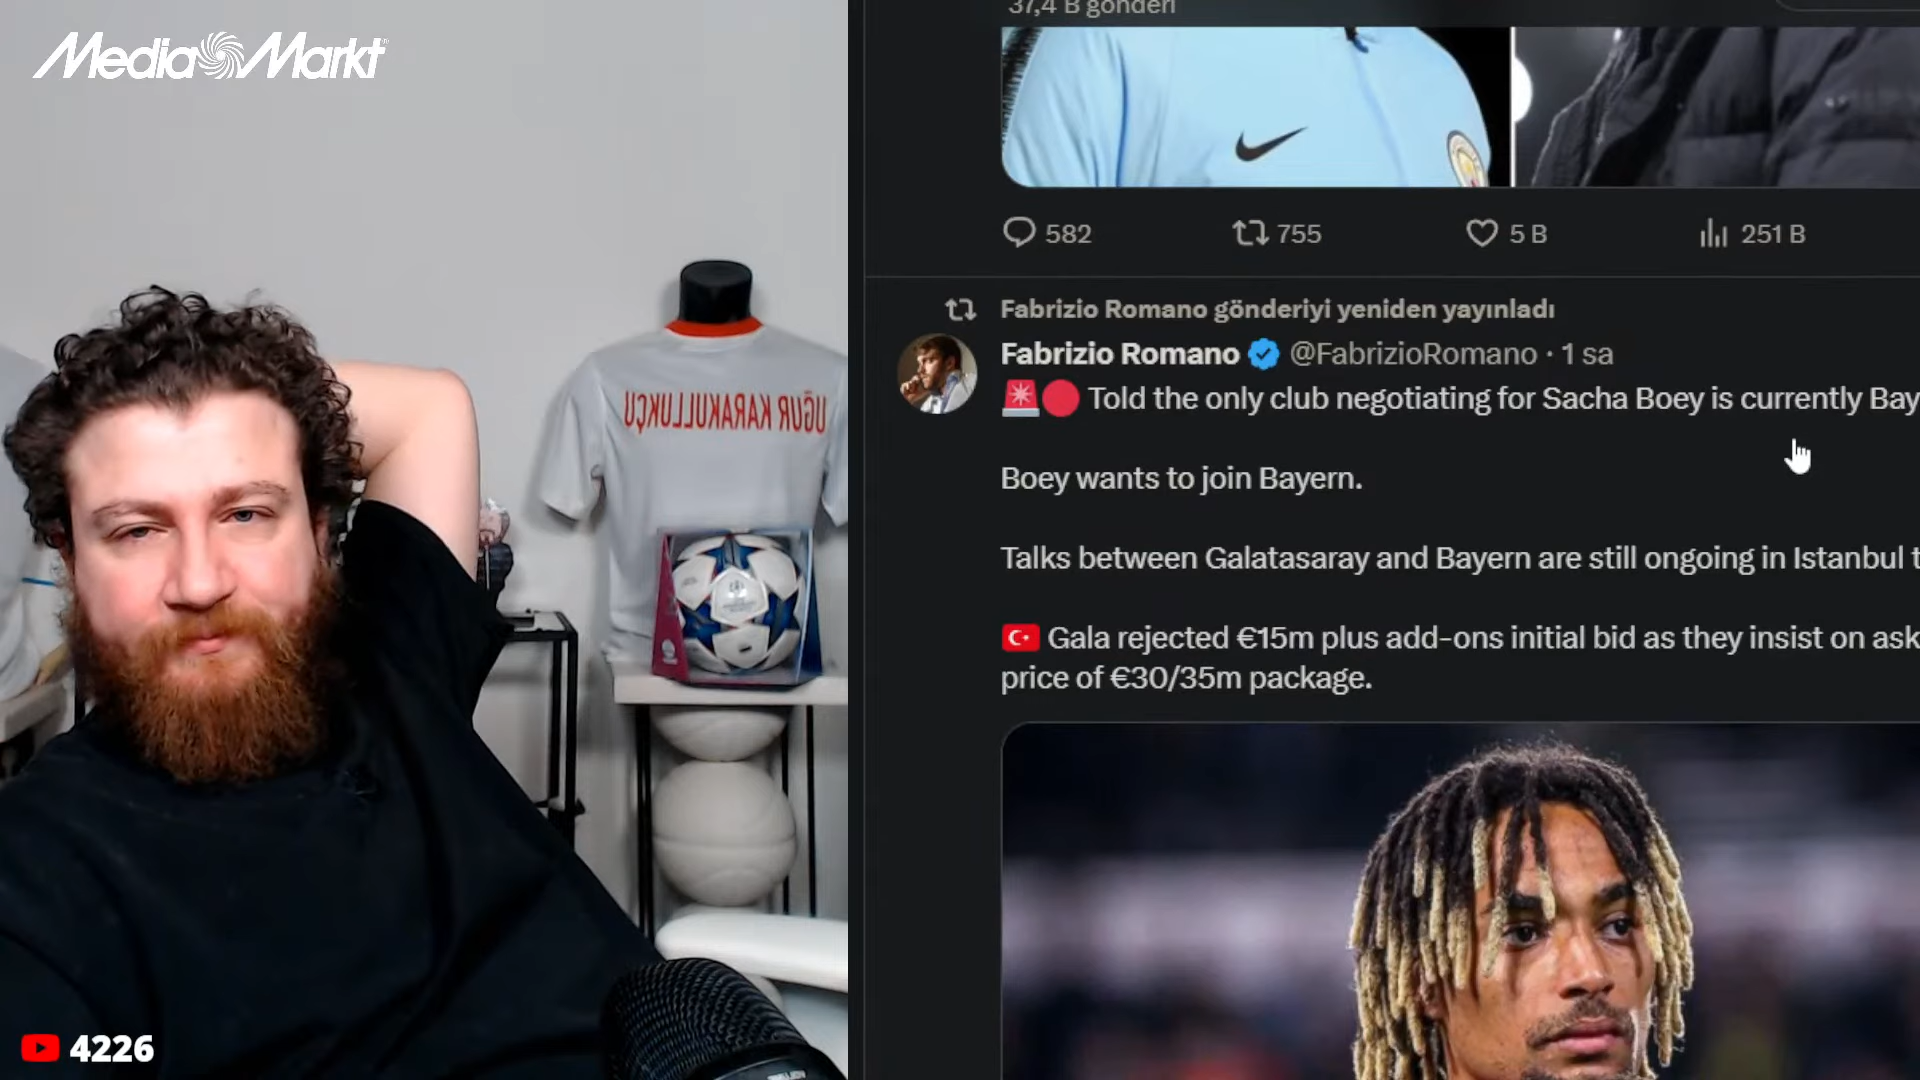 MediaMarkt
37,4 B gönderi
582
755
5 B
251 B
Fabrizio Romano gönderiyi yeniden yayınladı
Fabrizio Romano @FabrizioRomano · 1 sa
Told the only club negotiating for Sacha Boey is currently Bay
Boey wants to join Bayern.
Talks between Galatasaray and Bayern are still ongoing in Istanbul t
Gala rejected €15m plus add-ons initial bid as they insist on ask
price of €30/35m package.
UĞUR KARAKULLUKÇU
4226